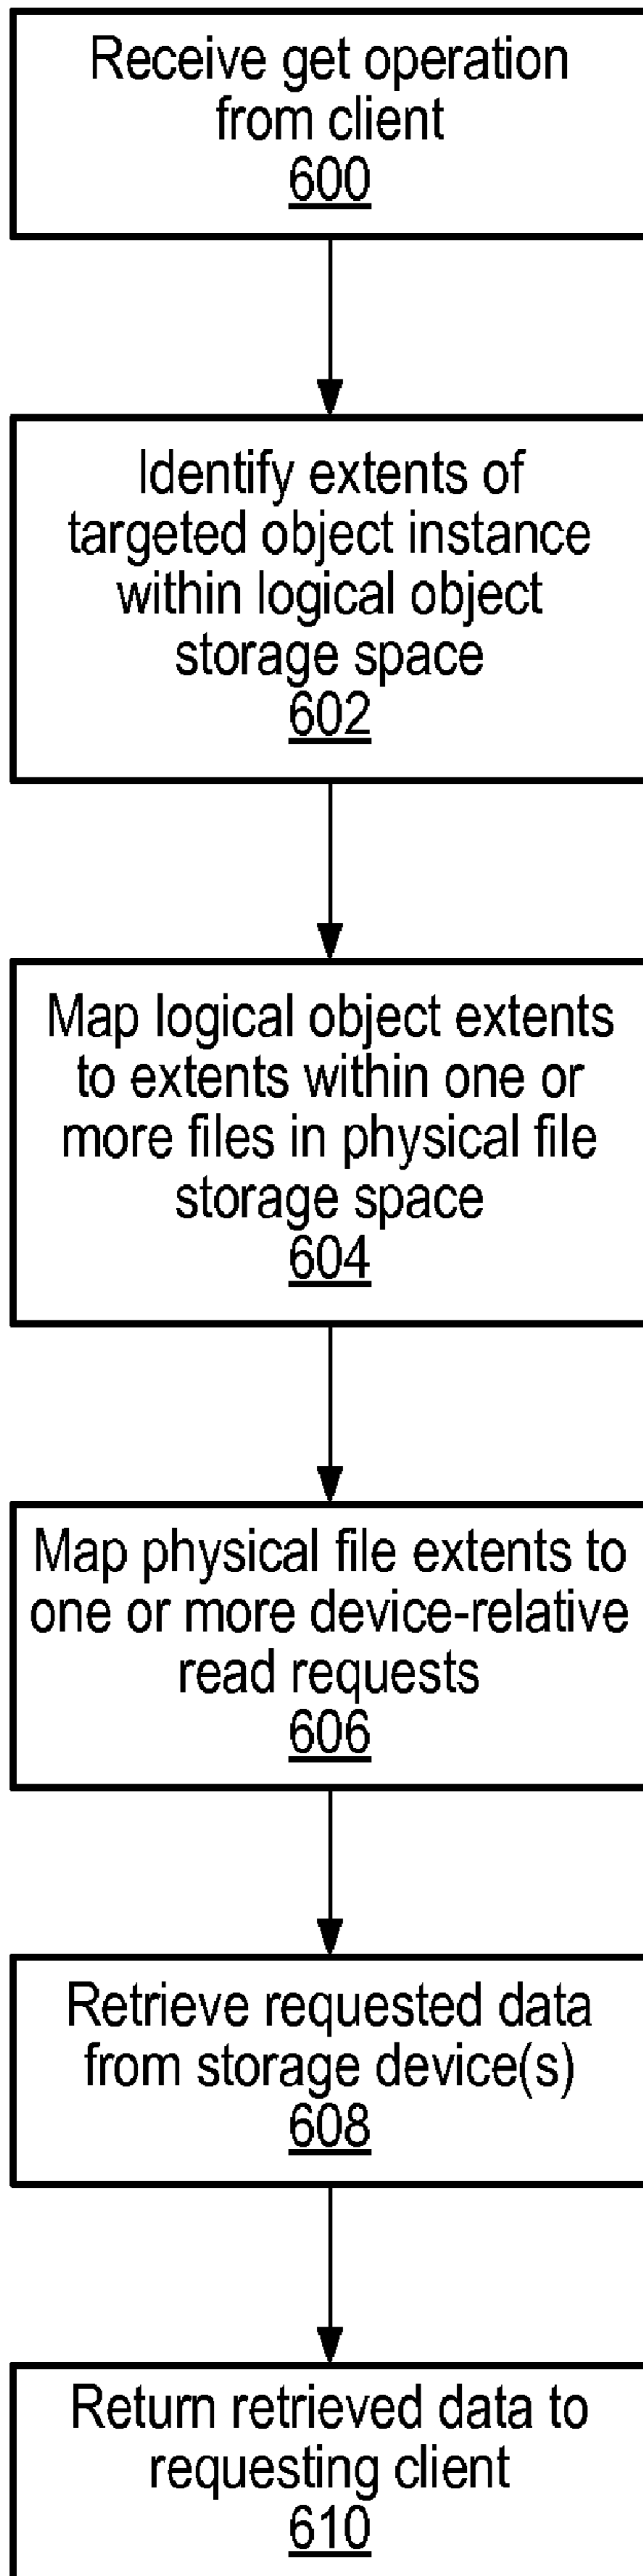 Receive get operation
from client
600
Identify extents of
targeted object instance
within logical object
storage space
602
Map logical object extents
to extents within one or
more files in physical file
storage space
604
Map physical file extents to
one or more device-relative
read requests
606
Retrieve requested data
from storage device(s)
608
Return retrieved data to
requesting client
610